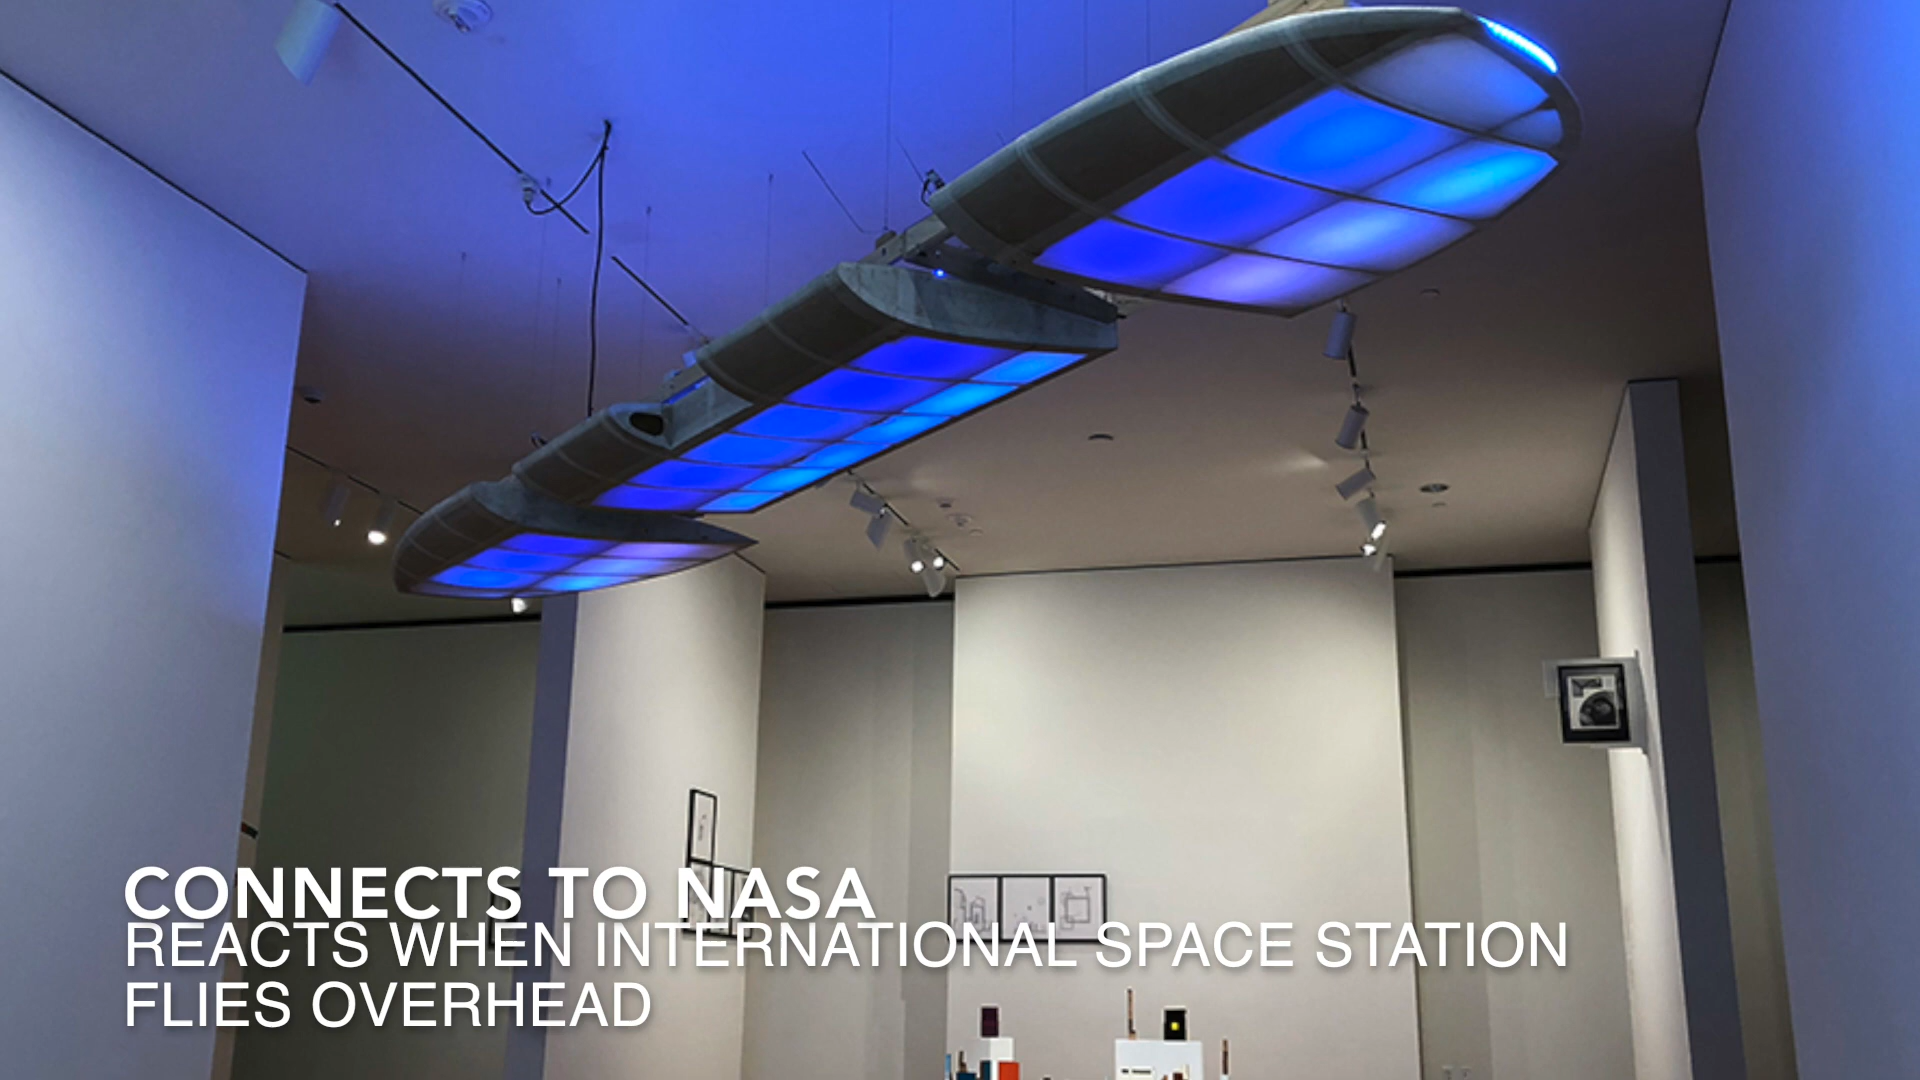 CONNECTS TO NASA
REACTS WHEN INTERNATIONAL SPACE STATION
FLIES OVERHEAD